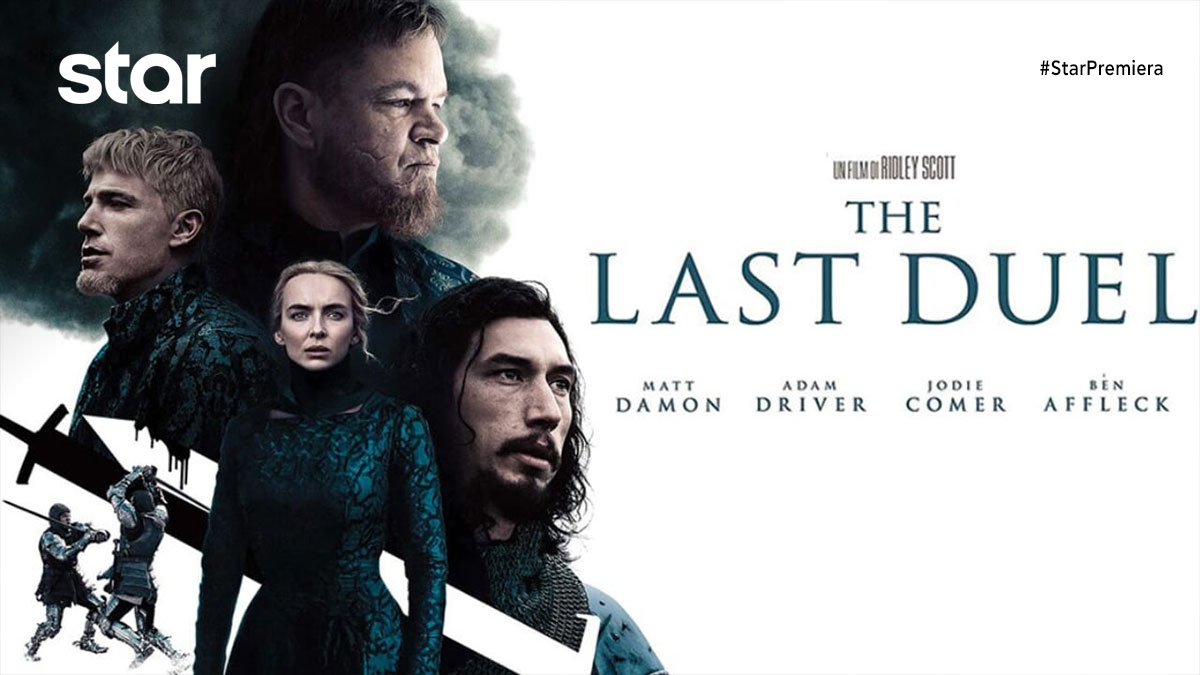 star
#StarPremiera
UN FILM DI RIDLEY SCOTT
THE
LAST DUEL
MATT DAMON
ADAM DRIVER
JODIE COMER
BEN AFFLECK